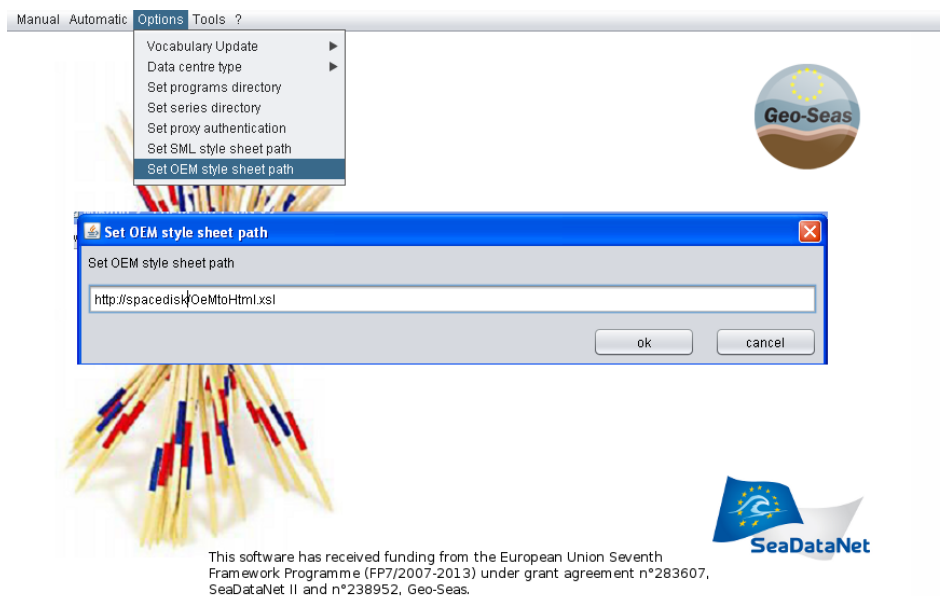 Manual Automatic Options Tools ?
Vocabulary Update
Data centre type
Set programs directory
Set series directory
Set proxy authentication
Set SML style sheet path
Set OEM style sheet path
Geo-Seas
Set OEM style sheet path
Set OEM style sheet path
http://spacedisk/OeMtoHtml.xsl
ok cancel
SeaDataNet
This software has received funding from the European Union Seventh
Framework Programme (FP7/2007-2013) under grant agreement n°283607,
SeaDataNet II and n°238952, Geo-Seas.